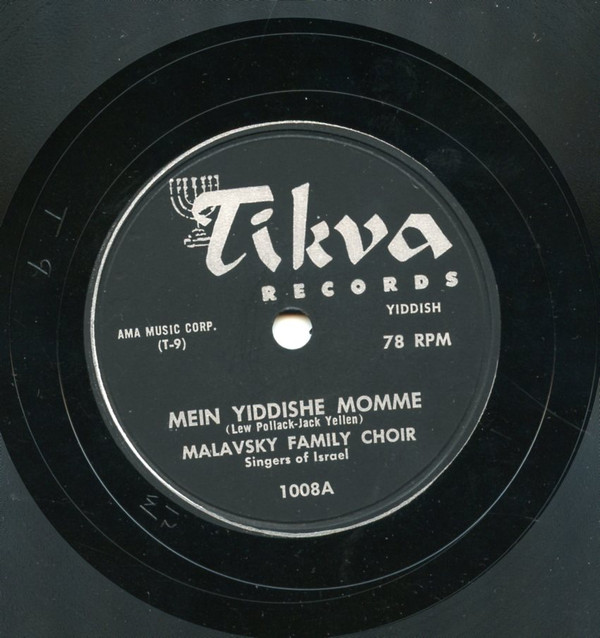 Tikva
RECORDS
YIDDISH
AMA MUSIC CORP.
(T-9)
78 RPM
MEIN YIDDISHE MOMME
(Lew Pollack-Jack Yellen)
MALAVSKY FAMILY CHOIR
Singers of Israel
1008A
T 9